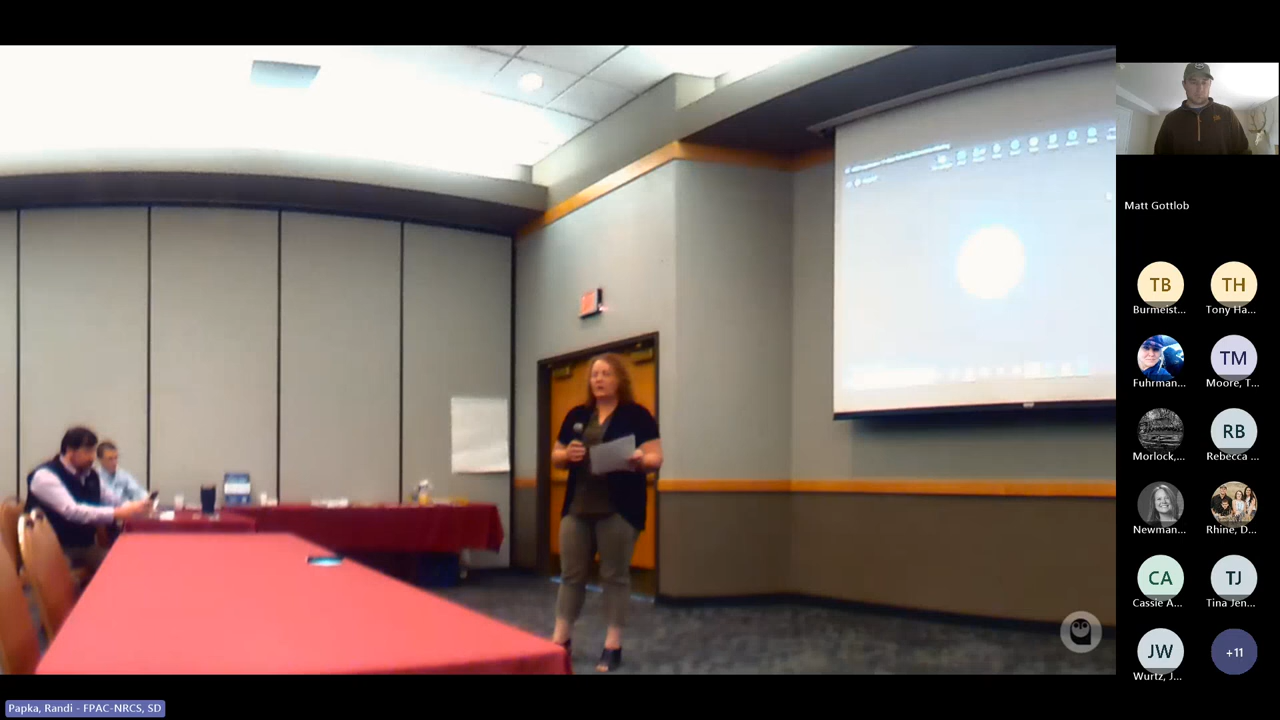 Matt Gottlob
TB
TH
Burmeist...
Tony Ha...
TM
Fuhrman...
Moore, T...
RB
Morlock,...
Rebecca ...
Newman...
Rhine, D...
CA
TJ
Cassie A...
Tina Jen...
JW
+11
Wurtz, J...
Papka, Randi - FPAC-NRCS, SD